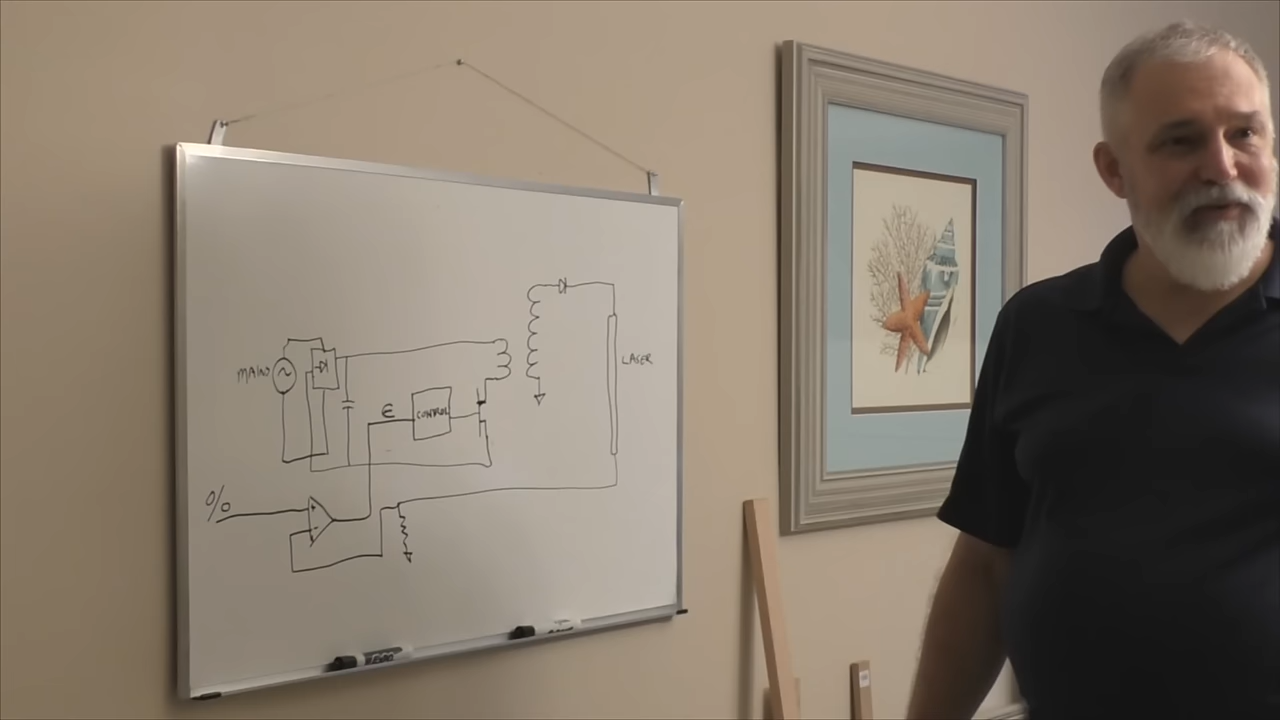 MAINS
ϵ
CONTROL
LASER
%